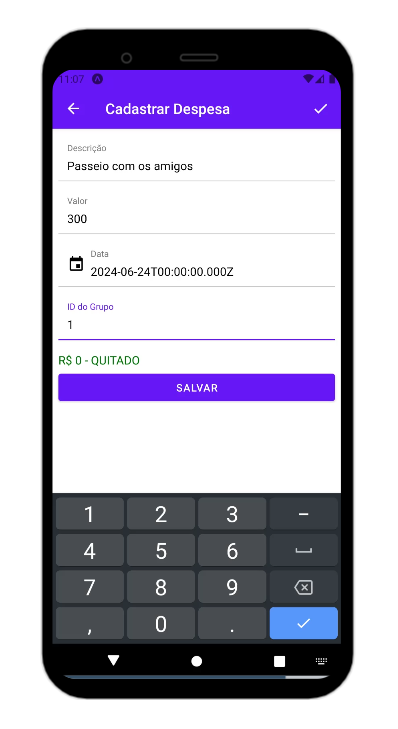 11:07
Cadastrar Despesa
Descrição
Passeio com os amigos
Valor
300
Data
2024-06-24T00:00:00.000Z
ID do Grupo
1
R$ 0 - QUITADO
SALVAR
1 2 3 –
4 5 6
7 8 9
, 0 .